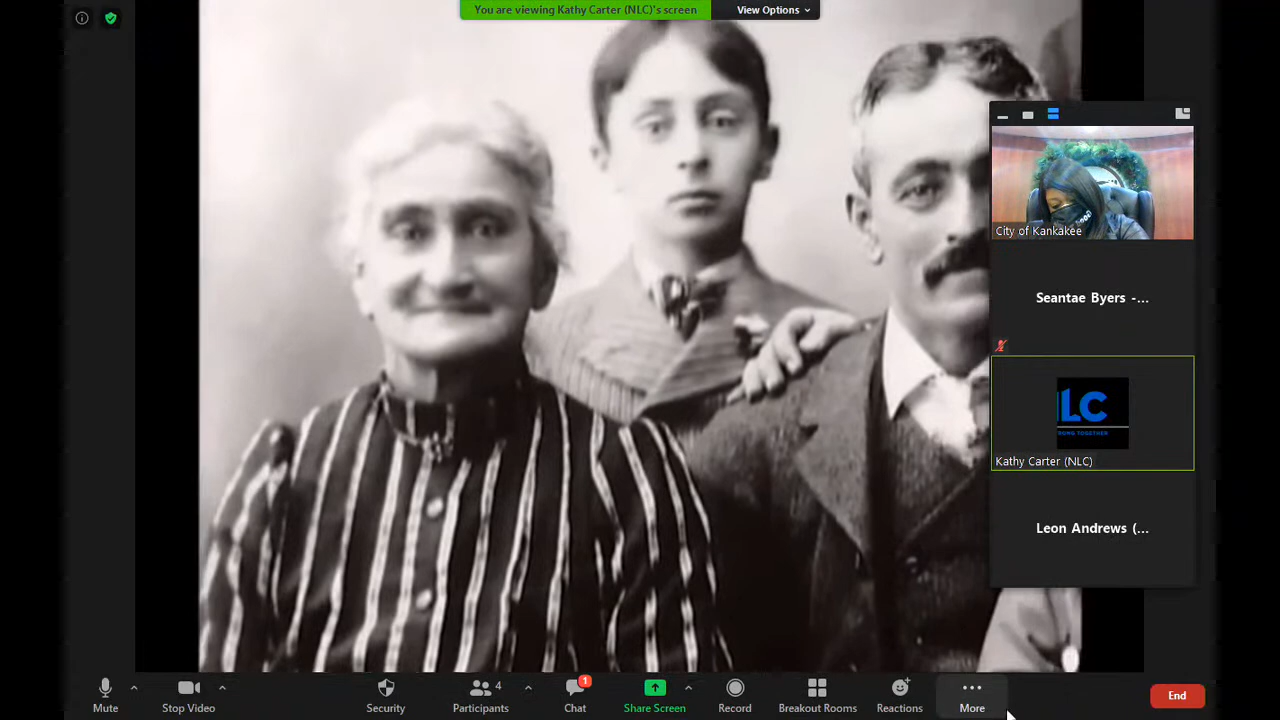 You are viewing Kathy Carter (NLC)'s screen
View Options
City of Kankakee
Seantae Byers -...
LC
Kathy Carter (NLC)
Leon Andrews (...
Mute
Stop Video
Security
4
Participants
1
Chat
Share Screen
Record
Breakout Rooms
Reactions
More
End